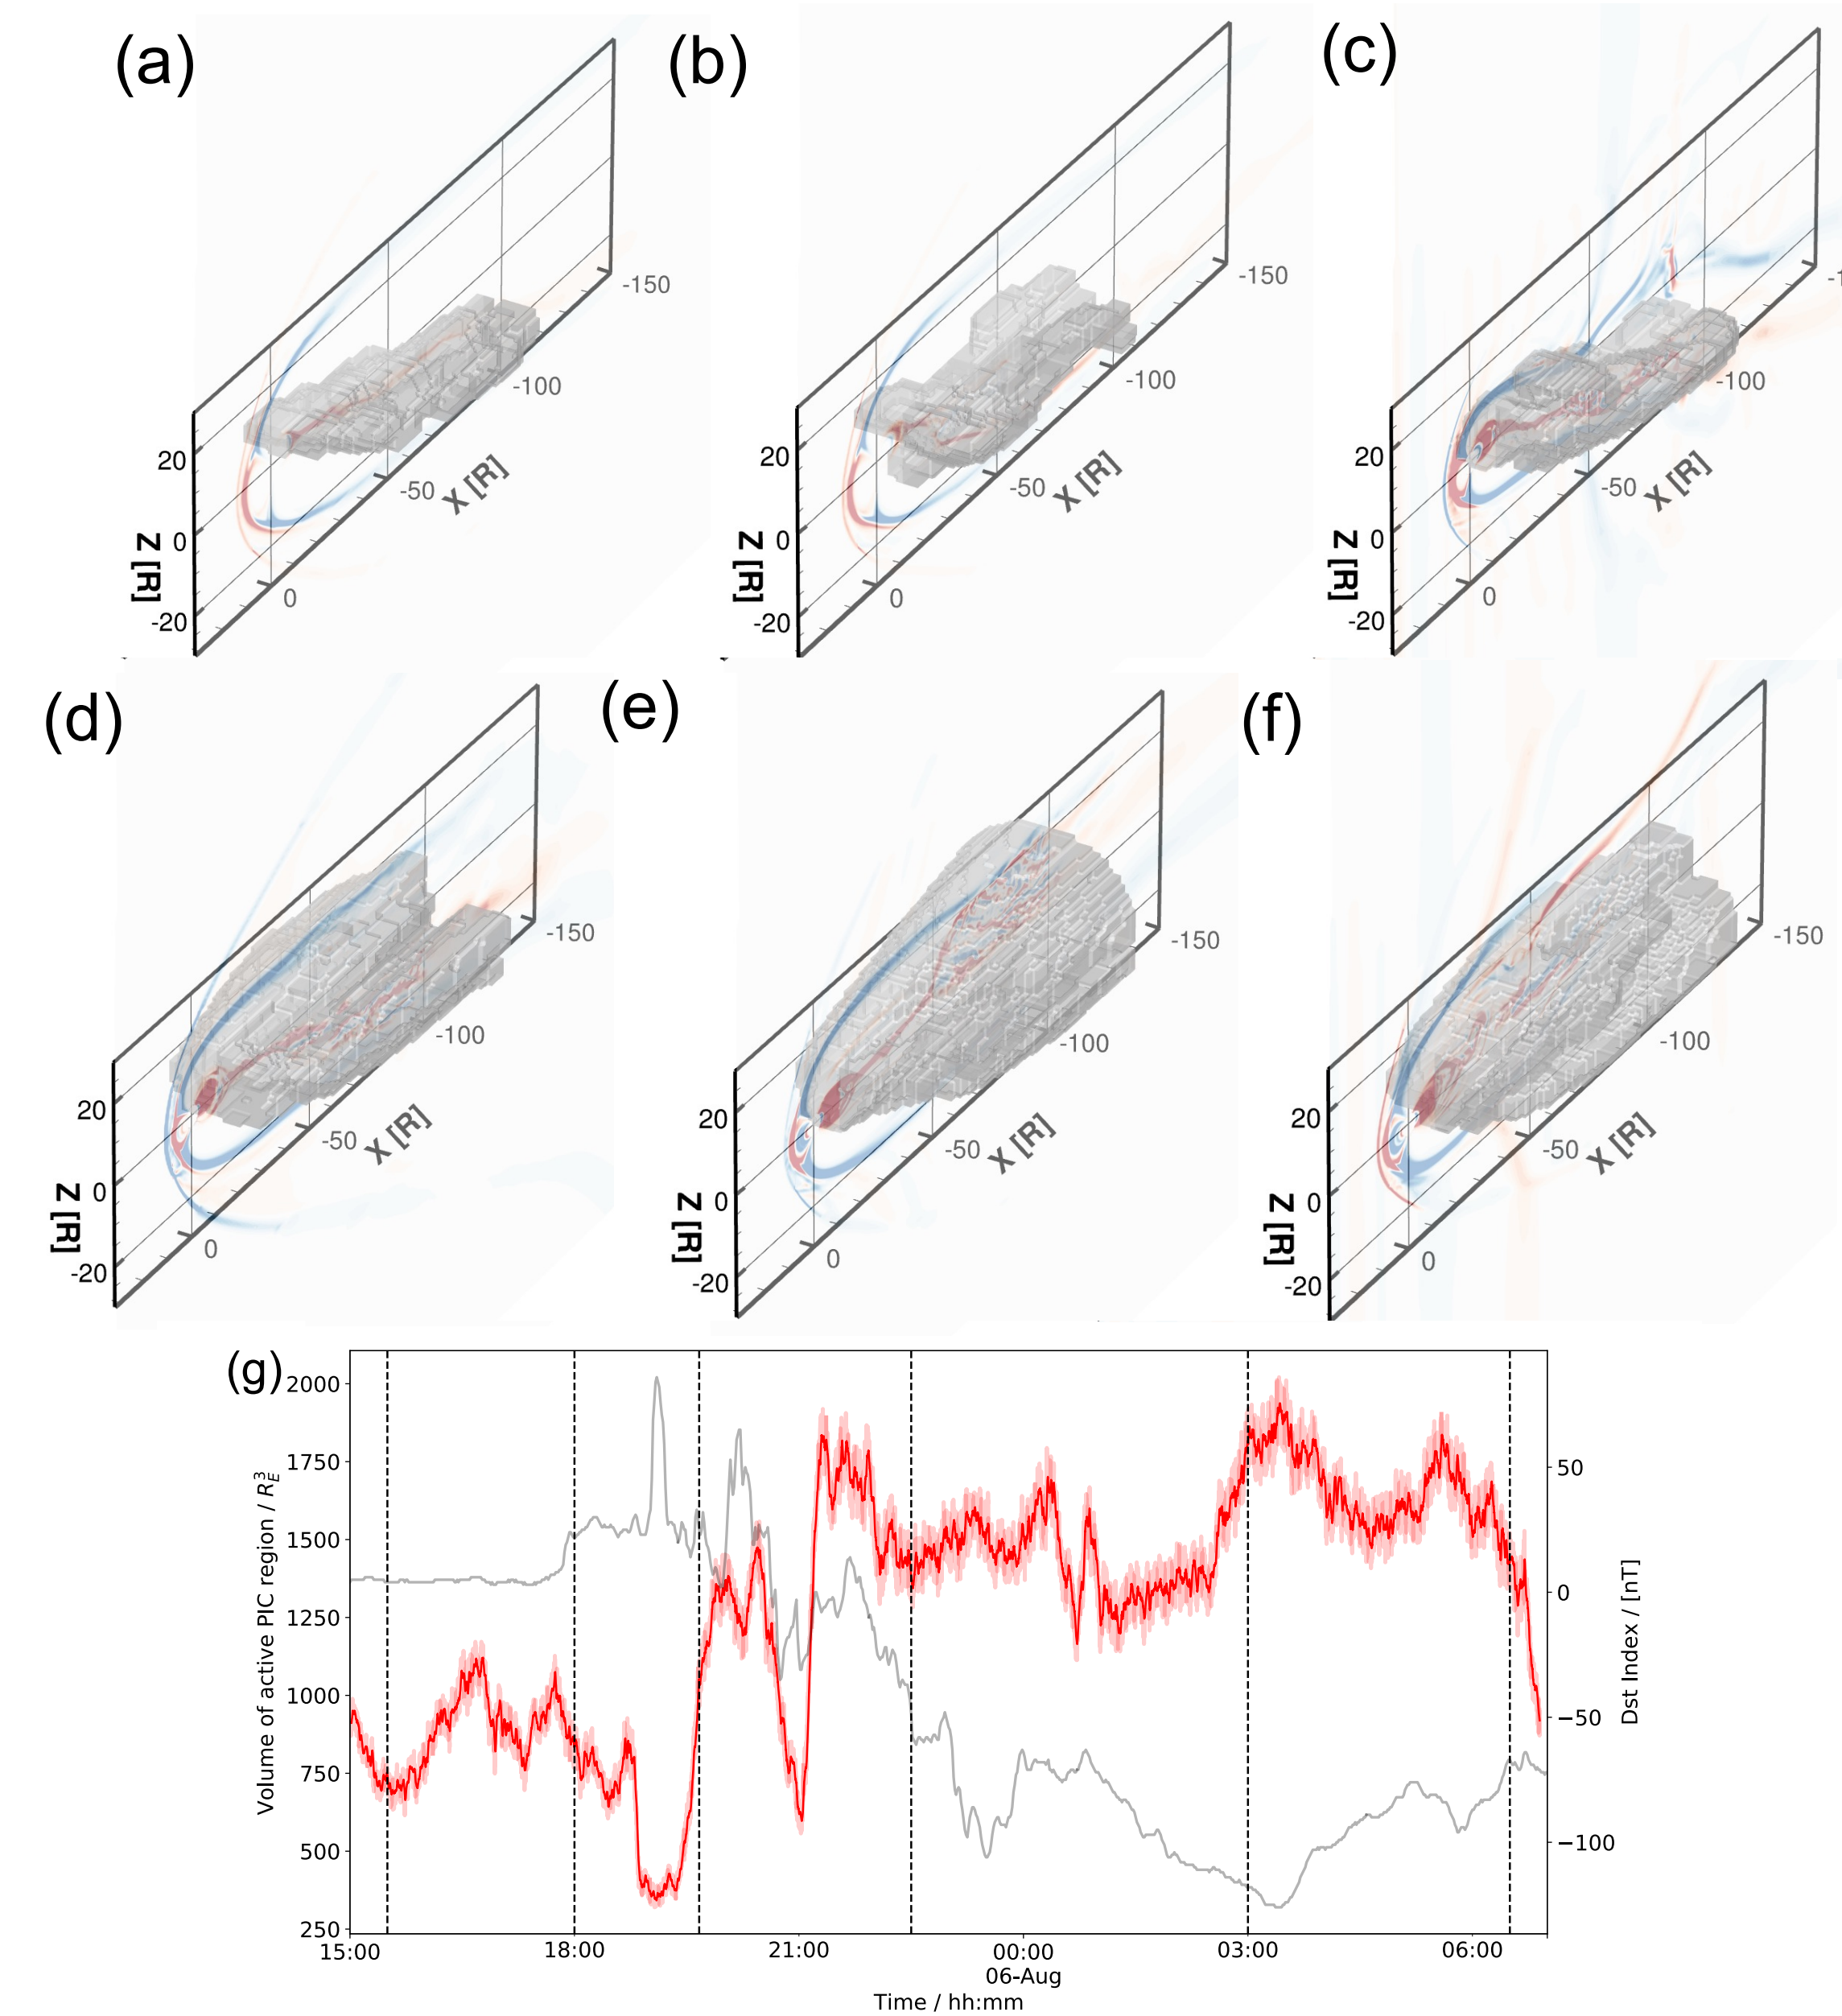 (a)
20
0
-20
Z [R]
0
-50
-100
-150
X [R]
(b)
20
0
-20
Z [R]
0
-50
-100
-150
X [R]
(c)
20
0
-20
Z [R]
0
-50
-100
-1
X [R]
(d)
20
0
-20
Z [R]
0
-50
-100
-150
X [R]
(e)
20
0
-20
Z [R]
0
-50
-100
-150
X [R]
(f)
20
0
-20
Z [R]
0
-50
-100
-150
X [R]
(g)
2000
1750
1500
1250
1000
750
500
250
Volume of active PIC region / R_E^3
50
0
−50
−100
Dst Index / [nT]
15:00 18:00 21:00 00:00 03:00 06:00
06-Aug
Time / hh:mm